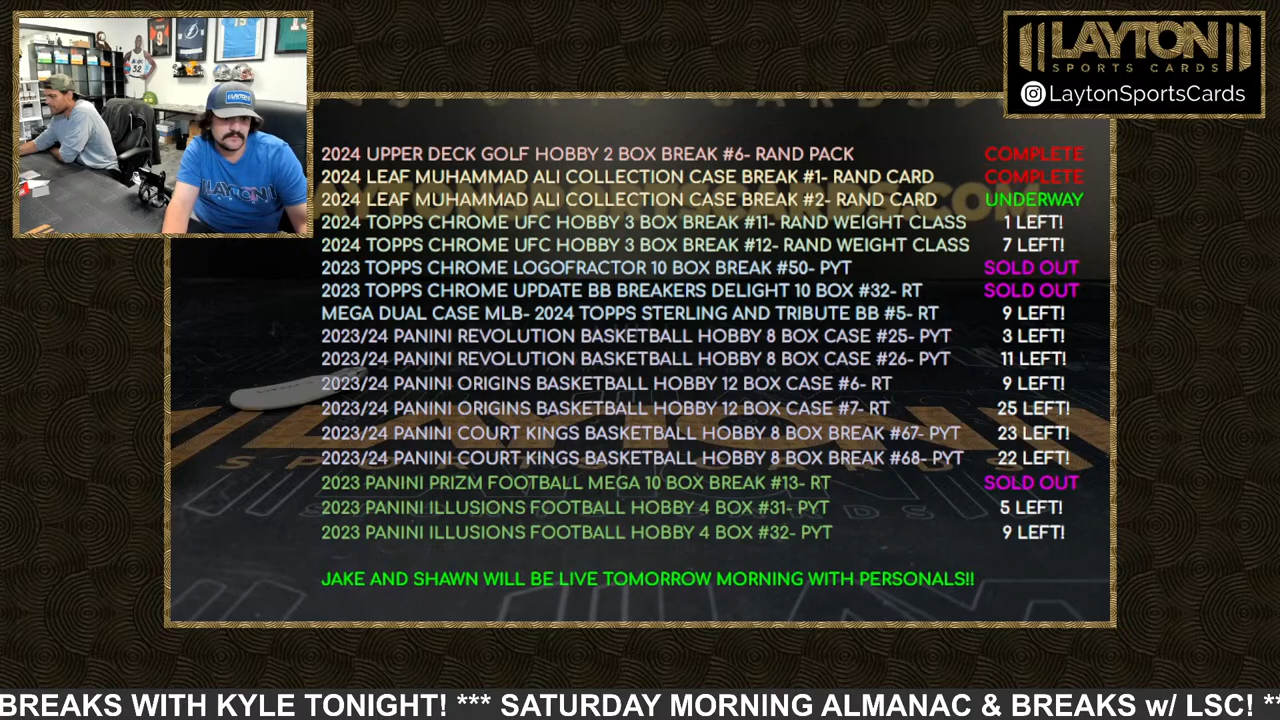 LAYTON
SPORTS CARDS
LaytonSportsCards
2024 UPPER DECK GOLF HOBBY 2 BOX BREAK #6- RAND PACK COMPLETE
2024 LEAF MUHAMMAD ALI COLLECTION CASE BREAK #1- RAND CARD COMPLETE
2024 LEAF MUHAMMAD ALI COLLECTION CASE BREAK #2- RAND CARD UNDERWAY
2024 TOPPS CHROME UFC HOBBY 3 BOX BREAK #11- RAND WEIGHT CLASS 1 LEFT!
2024 TOPPS CHROME UFC HOBBY 3 BOX BREAK #12- RAND WEIGHT CLASS 7 LEFT!
2023 TOPPS CHROME LOGOFRACTOR 10 BOX BREAK #50- PYT SOLD OUT
2023 TOPPS CHROME UPDATE BB BREAKERS DELIGHT 10 BOX #32- RT SOLD OUT
MEGA DUAL CASE MLB- 2024 TOPPS STERLING AND TRIBUTE BB #5- RT 9 LEFT!
2023/24 PANINI REVOLUTION BASKETBALL HOBBY 8 BOX CASE #25- PYT 3 LEFT!
2023/24 PANINI REVOLUTION BASKETBALL HOBBY 8 BOX CASE #26- PYT 11 LEFT!
2023/24 PANINI ORIGINS BASKETBALL HOBBY 12 BOX CASE #6- RT 9 LEFT!
2023/24 PANINI ORIGINS BASKETBALL HOBBY 12 BOX CASE #7- RT 25 LEFT!
2023/24 PANINI COURT KINGS BASKETBALL HOBBY 8 BOX BREAK #67- PYT 23 LEFT!
2023/24 PANINI COURT KINGS BASKETBALL HOBBY 8 BOX BREAK #68- PYT 22 LEFT!
2023 PANINI PRIZM FOOTBALL MEGA 10 BOX BREAK #13- RT SOLD OUT
2023 PANINI ILLUSIONS FOOTBALL HOBBY 4 BOX #31- PYT 5 LEFT!
2023 PANINI ILLUSIONS FOOTBALL HOBBY 4 BOX #32- PYT 9 LEFT!
JAKE AND SHAWN WILL BE LIVE TOMORROW MORNING WITH PERSONALS!!
BREAKS WITH KYLE TONIGHT! *** SATURDAY MORNING ALMANAC & BREAKS w/ LSC! **